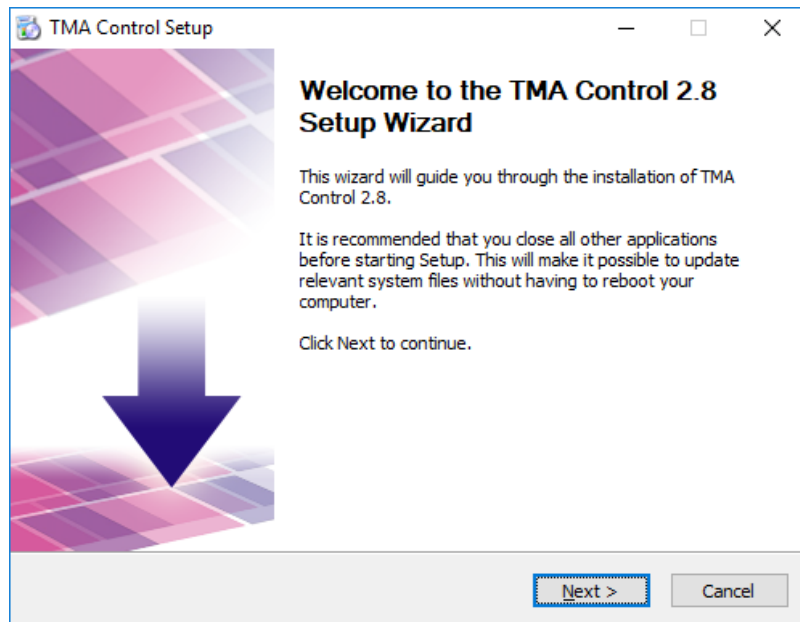 TMA Control Setup
Welcome to the TMA Control 2.8
Setup Wizard
This wizard will guide you through the installation of TMA
Control 2.8.
It is recommended that you close all other applications
before starting Setup. This will make it possible to update
relevant system files without having to reboot your
computer.
Click Next to continue.
Next >
Cancel